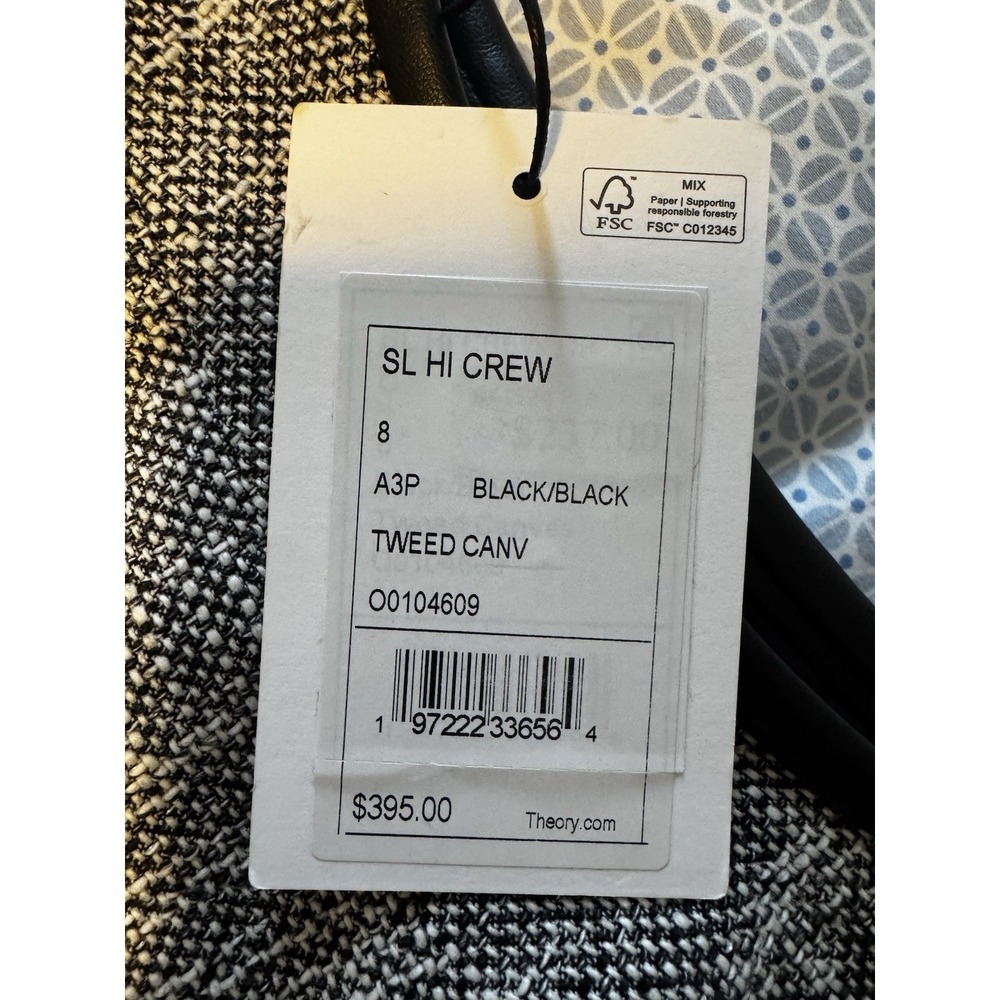 FSC™
MIX
Paper | Supporting
responsible forestry
FSC™ C012345
SL HI CREW
8
A3P BLACK/BLACK
TWEED CANV
O0104609
1 97222 33656 4
$395.00 Theory.com